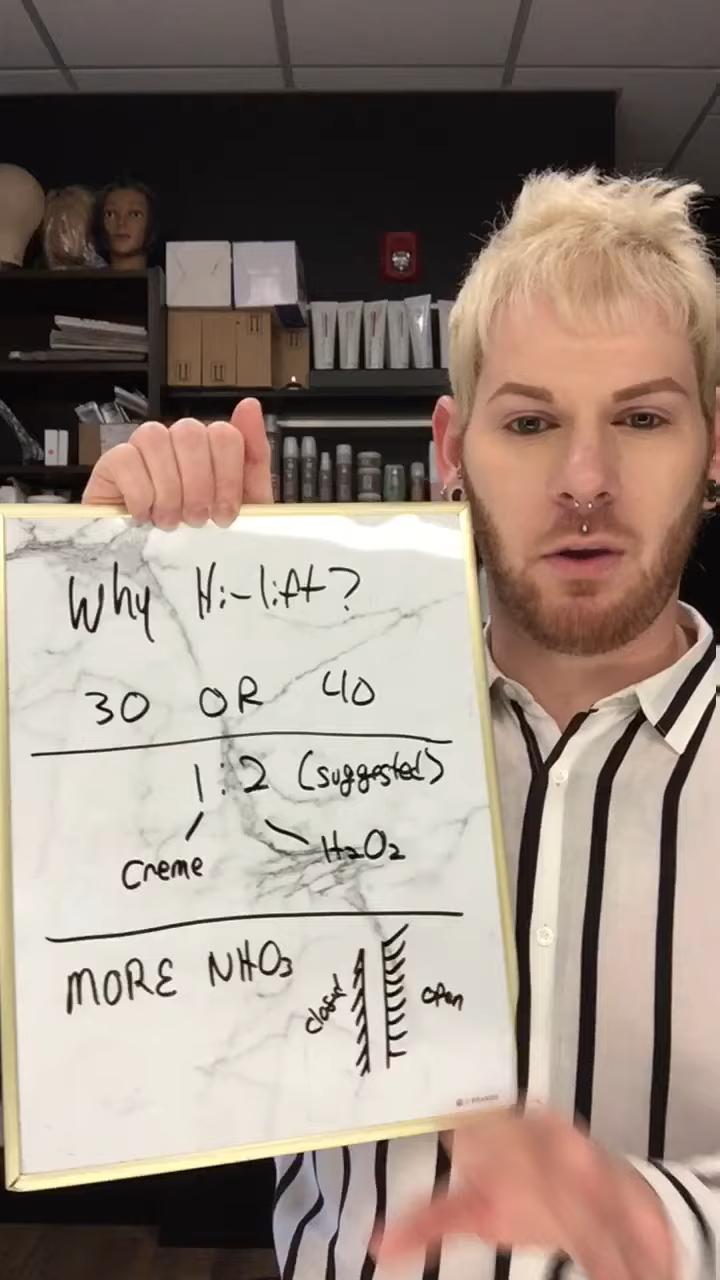 Why Hi-lift?
30 OR 40
1:2 (suggested)
Creme H₂O₂
MORE NHO₃
closed open